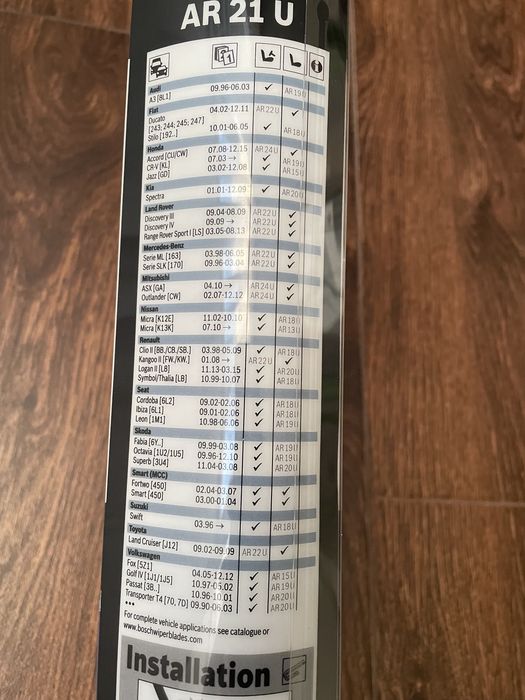 AR 21 U
1
i
Audi
A3 [8L1] 09.96-06.03 ✓ AR 19 U
Fiat
Ducato 04.02-12.11 AR 22 U ✓
[243; 244; 245; 247]
Stilo [192..] 10.01-06.05 ✓ AR 18 U
Honda
Accord [CU/CW] 07.08-12.15 AR 24 U ✓
CR-V [KL] 07.03 → ✓ AR 19 U
Jazz [GD] 03.02-12.08 ✓ AR 15 U
Kia
Spectra 01.01-12.09 ✓ AR 20 U
Land Rover
Discovery III 09.04-08.09 AR 22 U ✓
Discovery IV 09.09 → AR 22 U ✓
Range Rover Sport I [LS] 03.05-08.13 AR 22 U ✓
Mercedes-Benz
Serie ML [163] 03.98-06.05 AR 22 U ✓
Serie SLK [170] 09.96-03.04 AR 22 U ✓
Mitsubishi
ASX [GA] 04.10 → AR 24 U ✓
Outlander [CW] 02.07-12.12 AR 24 U ✓
Nissan
Micra [K12E] 11.02-10.10 ✓ AR 18 U
Micra [K13K] 07.10 → ✓ AR 13 U
Renault
Clio II [BB./CB./SB.] 03.98-05.09 ✓ AR 18 U
Kangoo II [FW./KW.] 01.08 → AR 22 U ✓
Logan II [L8] 11.13-03.15 ✓ AR 20 U
Symbol/Thalia [LB] 10.99-10.07 ✓ AR 18 U
Seat
Cordoba [6L2] 09.02-02.06 ✓ AR 18 U
Ibiza [6L1] 09.01-02.06 ✓ AR 18 U
Leon [1M1] 10.98-06.06 ✓ AR 19 U
Skoda
Fabia [6Y..] 09.99-03.08 ✓ AR 19 U
Octavia [1U2/1U5] 09.96-12.10 ✓ AR 19 U
Superb [3U4] 11.04-03.08 ✓ AR 20 U
Smart (MCC)
Fortwo [450] 02.04-03.07 ✓ ✓
Smart [450] 03.00-01.04 ✓ ✓
Suzuki
Swift 03.96 → ✓ AR 18 U
Toyota
Land Cruiser [J12] 09.02-09.09 AR 22 U ✓
Volkswagen
Fox [5Z1] 04.05-12.12 ✓ AR 15 U
Golf IV [1J1/1J5] 10.97-05.02 ✓ AR 19 U
Passat [3B..] 10.96-10.01 ✓ AR 20 U
Transporter T4 [70, 7D] 09.90-06.03 ✓ AR 20 U
•••
For complete vehicle applications see catalogue or
www.boschwiperblades.com
Installation